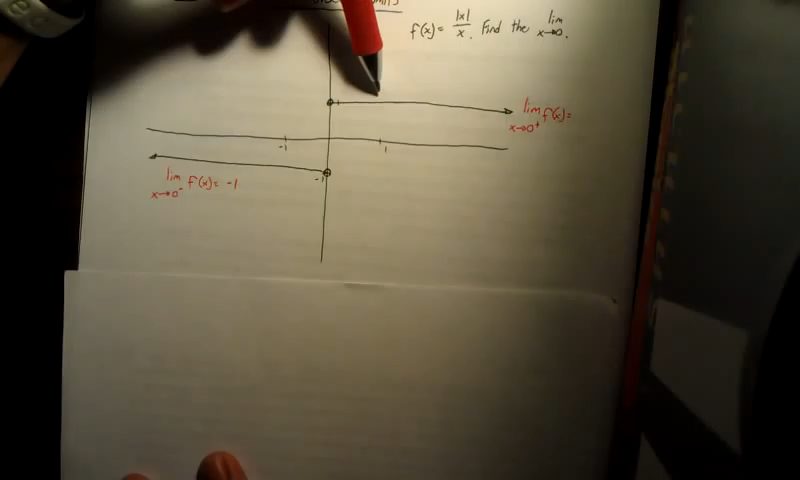 f(x) = |x|/x. Find the lim x→0.
lim x→0⁺ f(x) =
-1 1
-1
lim x→0⁻ f(x) = -1